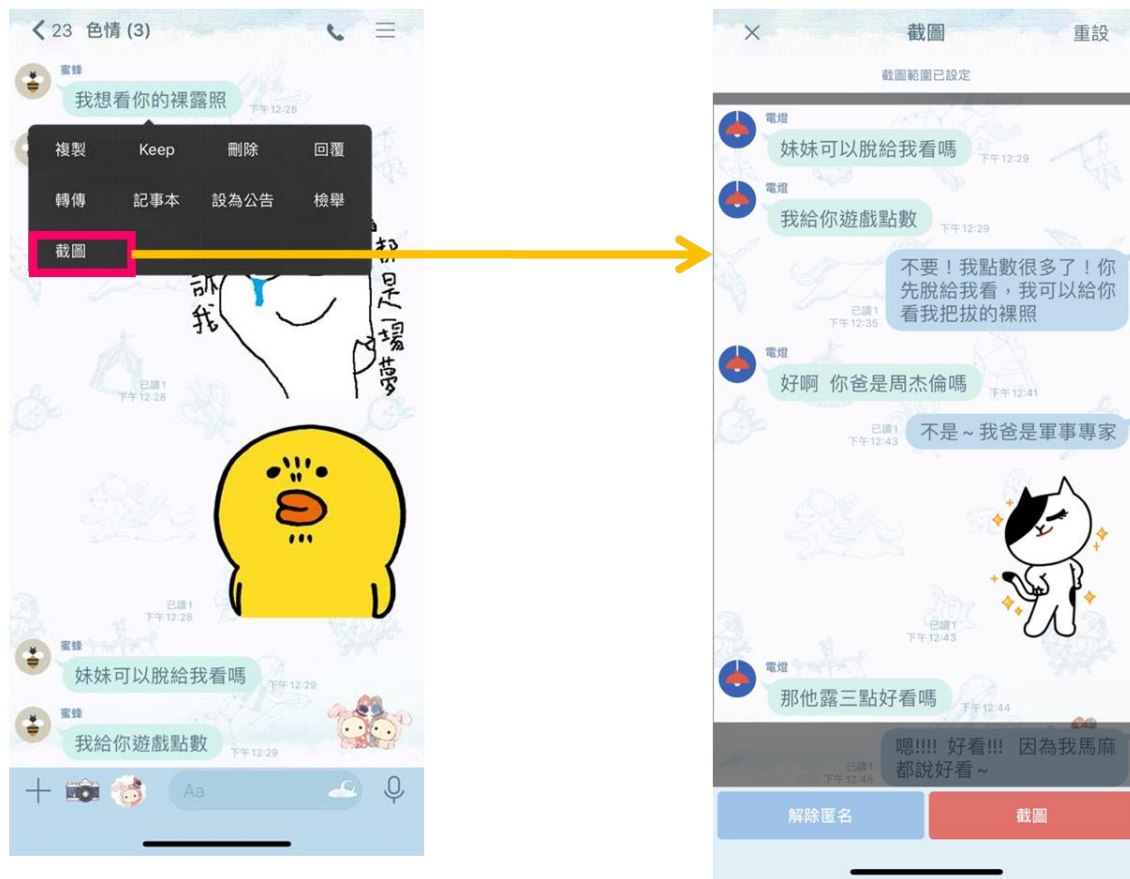 23 色情 (3)
蜜蜂
我想看你的裸露照
下午12:28
複製 Keep 刪除 回覆
轉傳 記事本 設為公告 檢舉
截圖
訴我
都是一場夢
已讀1
下午12:28
已讀1
下午12:28
蜜蜂
妹妹可以脫給我看嗎
下午12:29
蜜蜂
我給你遊戲點數
下午12:29
Aa
截圖
重設
截圖範圍已設定
電燈
妹妹可以脫給我看嗎
下午12:29
電燈
我給你遊戲點數
下午12:29
不要！我點數很多了！你
先脫給我看，我可以給你
看我把拔的裸照
已讀1
下午12:35
電燈
好啊 你爸是周杰倫嗎
下午12:41
不是～我爸是軍事專家
已讀1
下午12:43
已讀1
下午12:43
電燈
那他露三點好看嗎
下午12:44
嗯!!!! 好看!!! 因為我馬麻
都說好看～
已讀1
下午12:45
解除匿名
截圖